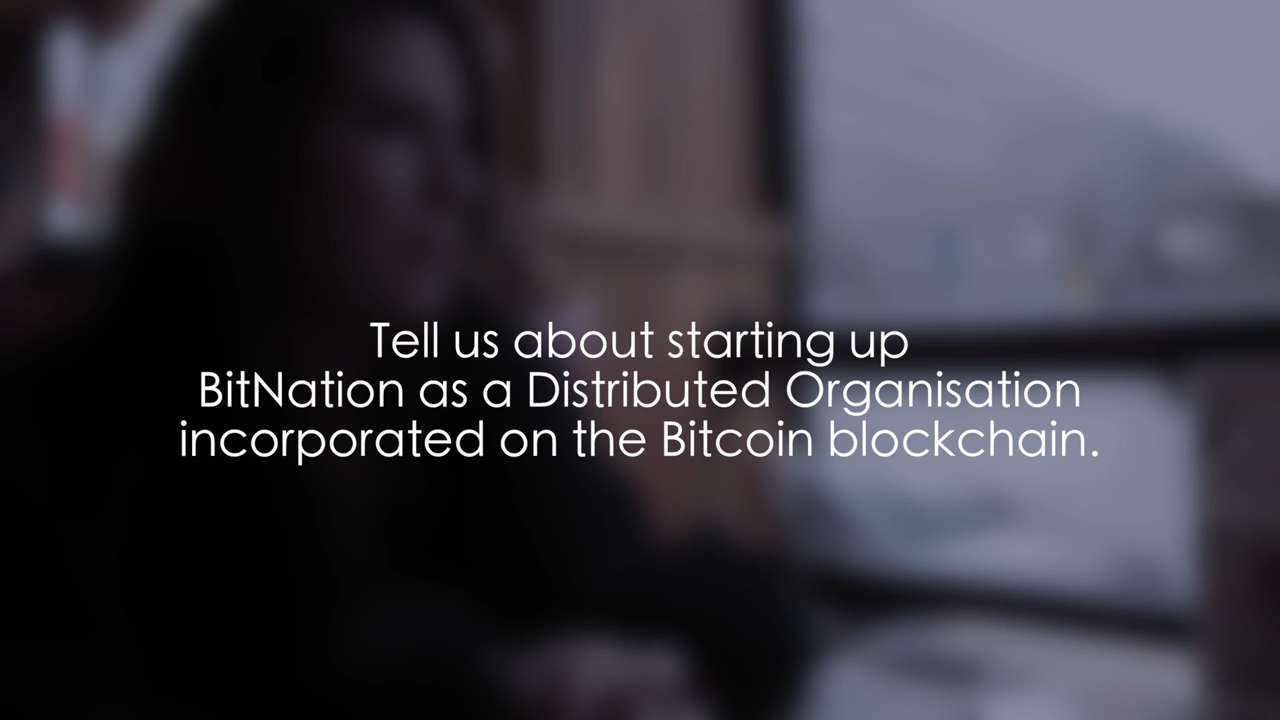 Tell us about starting up
BitNation as a Distributed Organisation
incorporated on the Bitcoin blockchain.